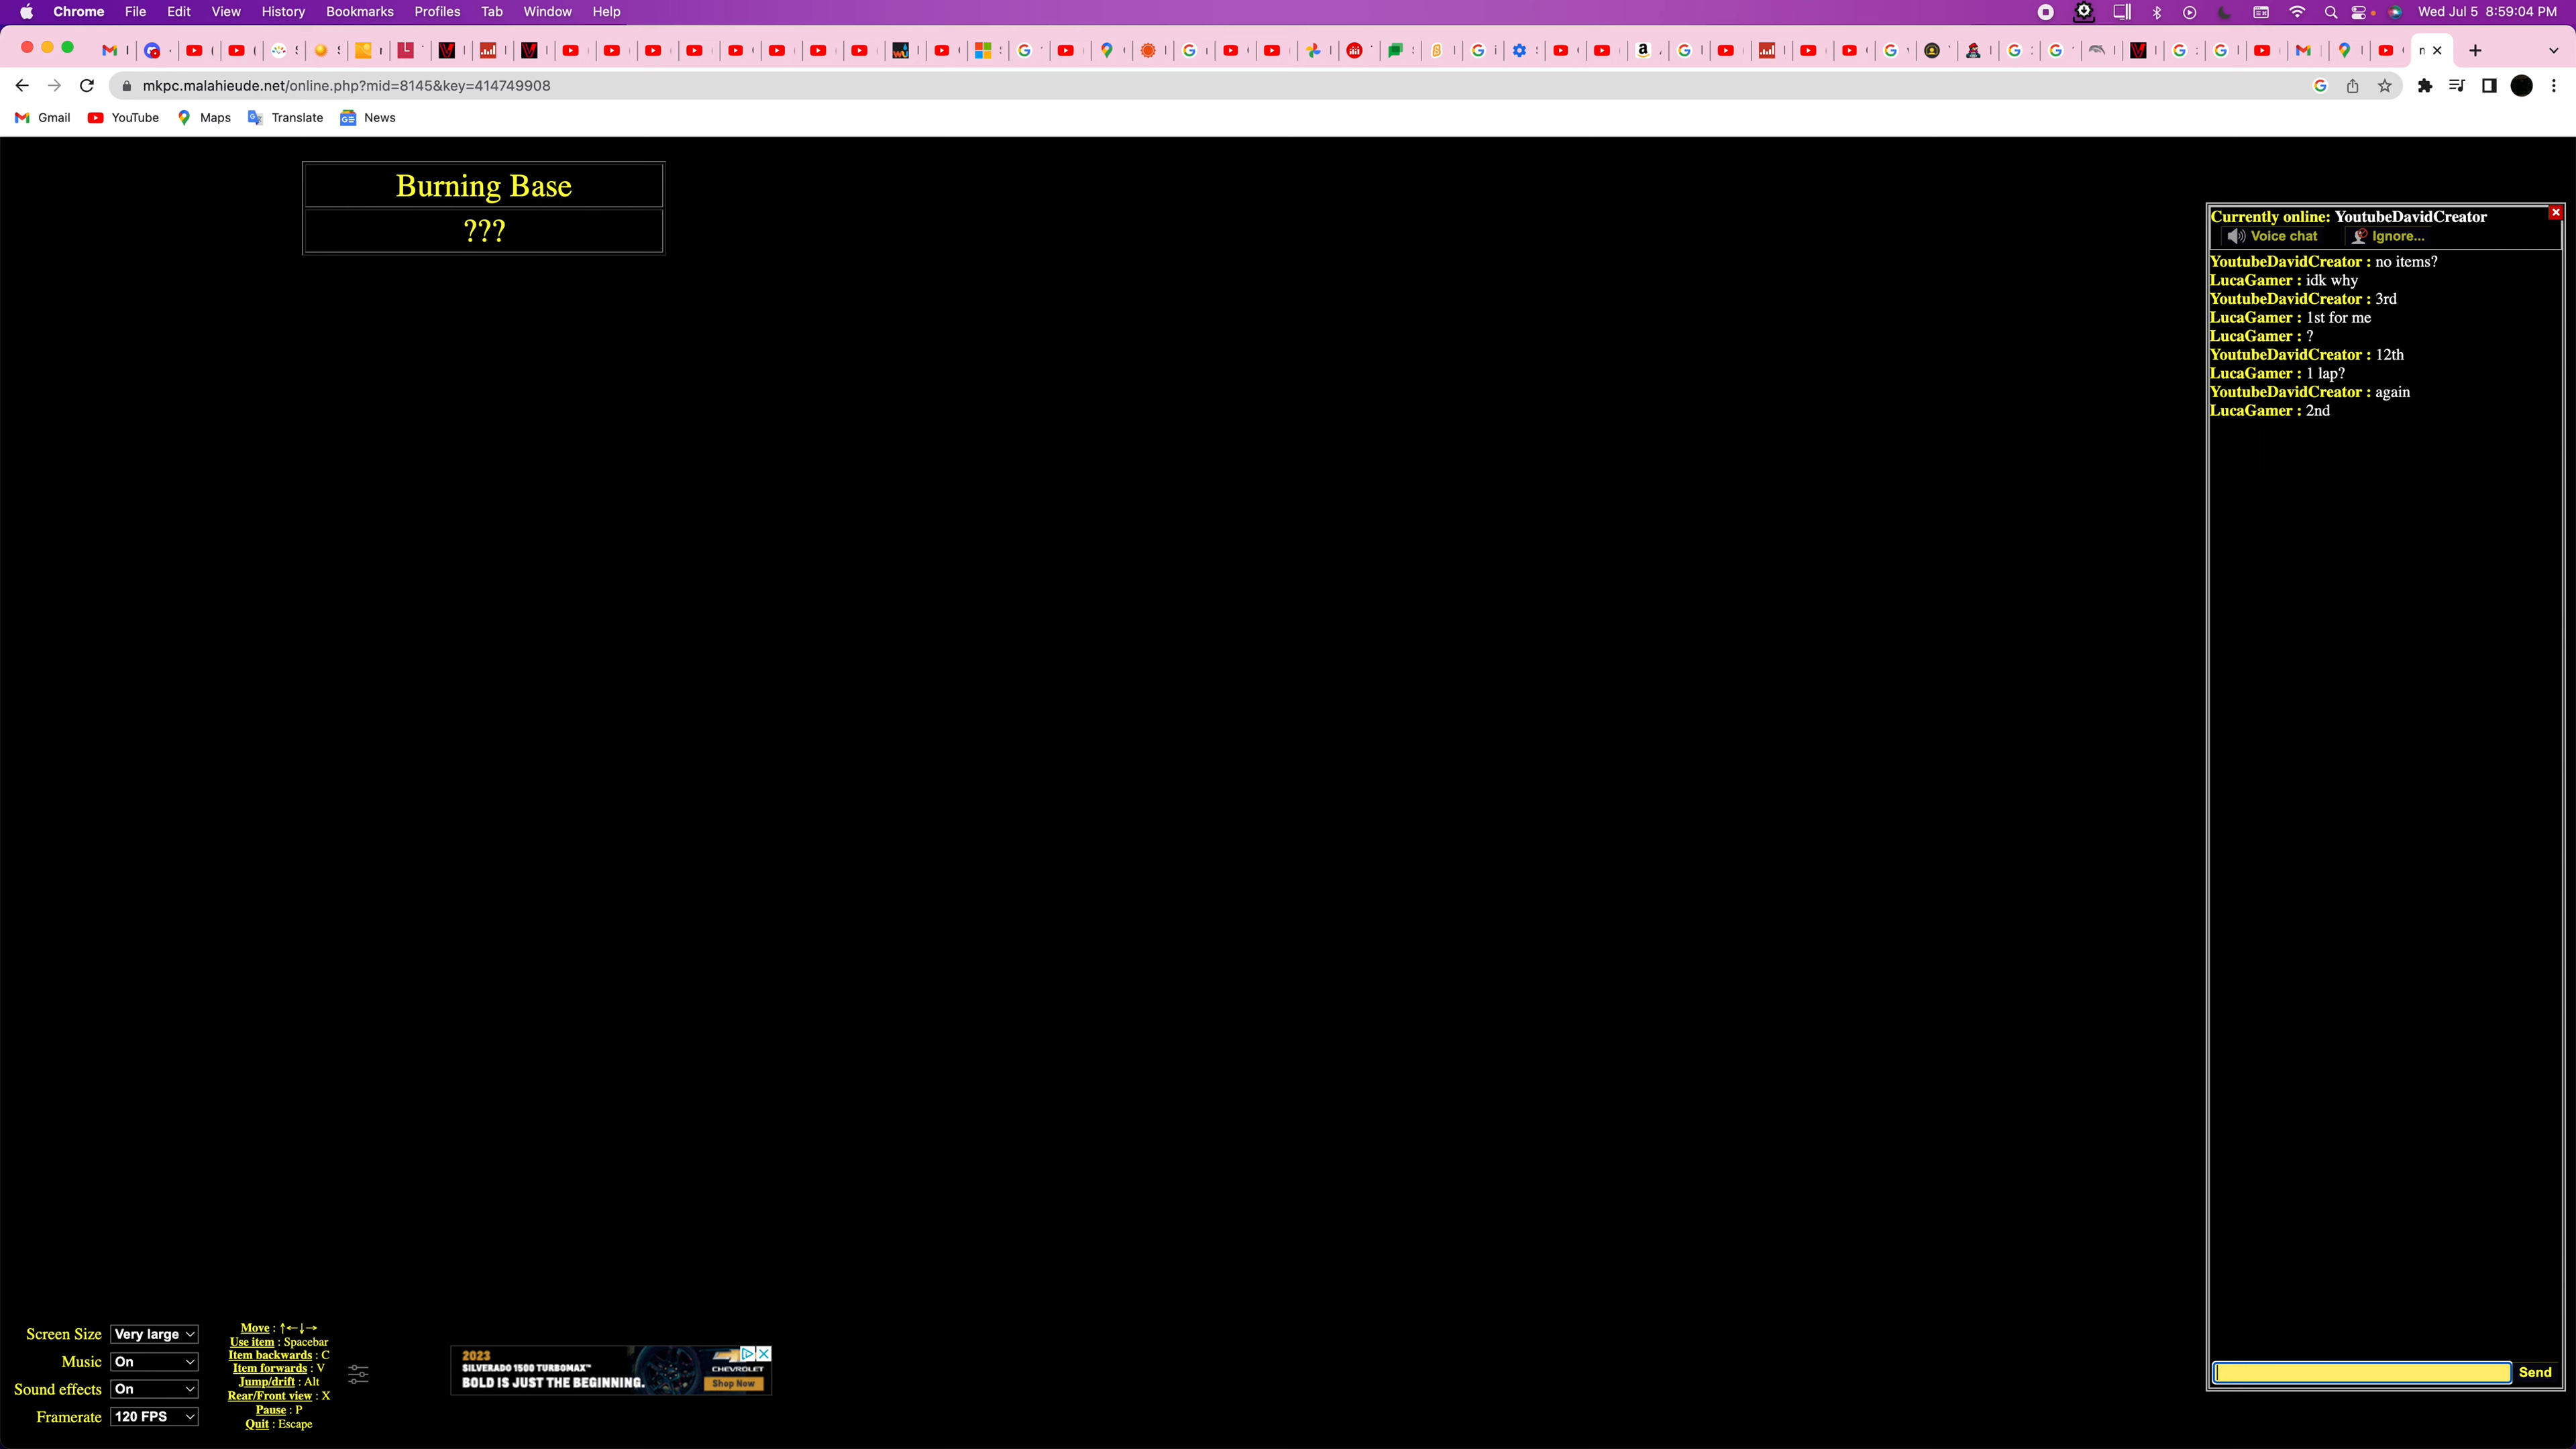 Chrome File Edit View History Bookmarks Profiles Tab Window Help Wed Jul 5 8:59:04 PM
mkpc.malahieude.net/online.php?mid=8145&key=414749908
Gmail YouTube Maps Translate News
Burning Base
???
Currently online: YoutubeDavidCreator
Voice chat Ignore...
YoutubeDavidCreator : no items?
LucaGamer : idk why
YoutubeDavidCreator : 3rd
LucaGamer : 1st for me
LucaGamer : ?
YoutubeDavidCreator : 12th
LucaGamer : 1 lap?
YoutubeDavidCreator : again
LucaGamer : 2nd
Send
Screen Size Very large
Music On
Sound effects On
Framerate 120 FPS
Move : ↑←↓→
Use item : Spacebar
Item backwards : C
Item forwards : V
Jump/drift : Alt
Rear/Front view : X
Pause : P
Quit : Escape
2023
SILVERADO 1500 TURBOMAX™
BOLD IS JUST THE BEGINNING.
CHEVROLET
Shop Now